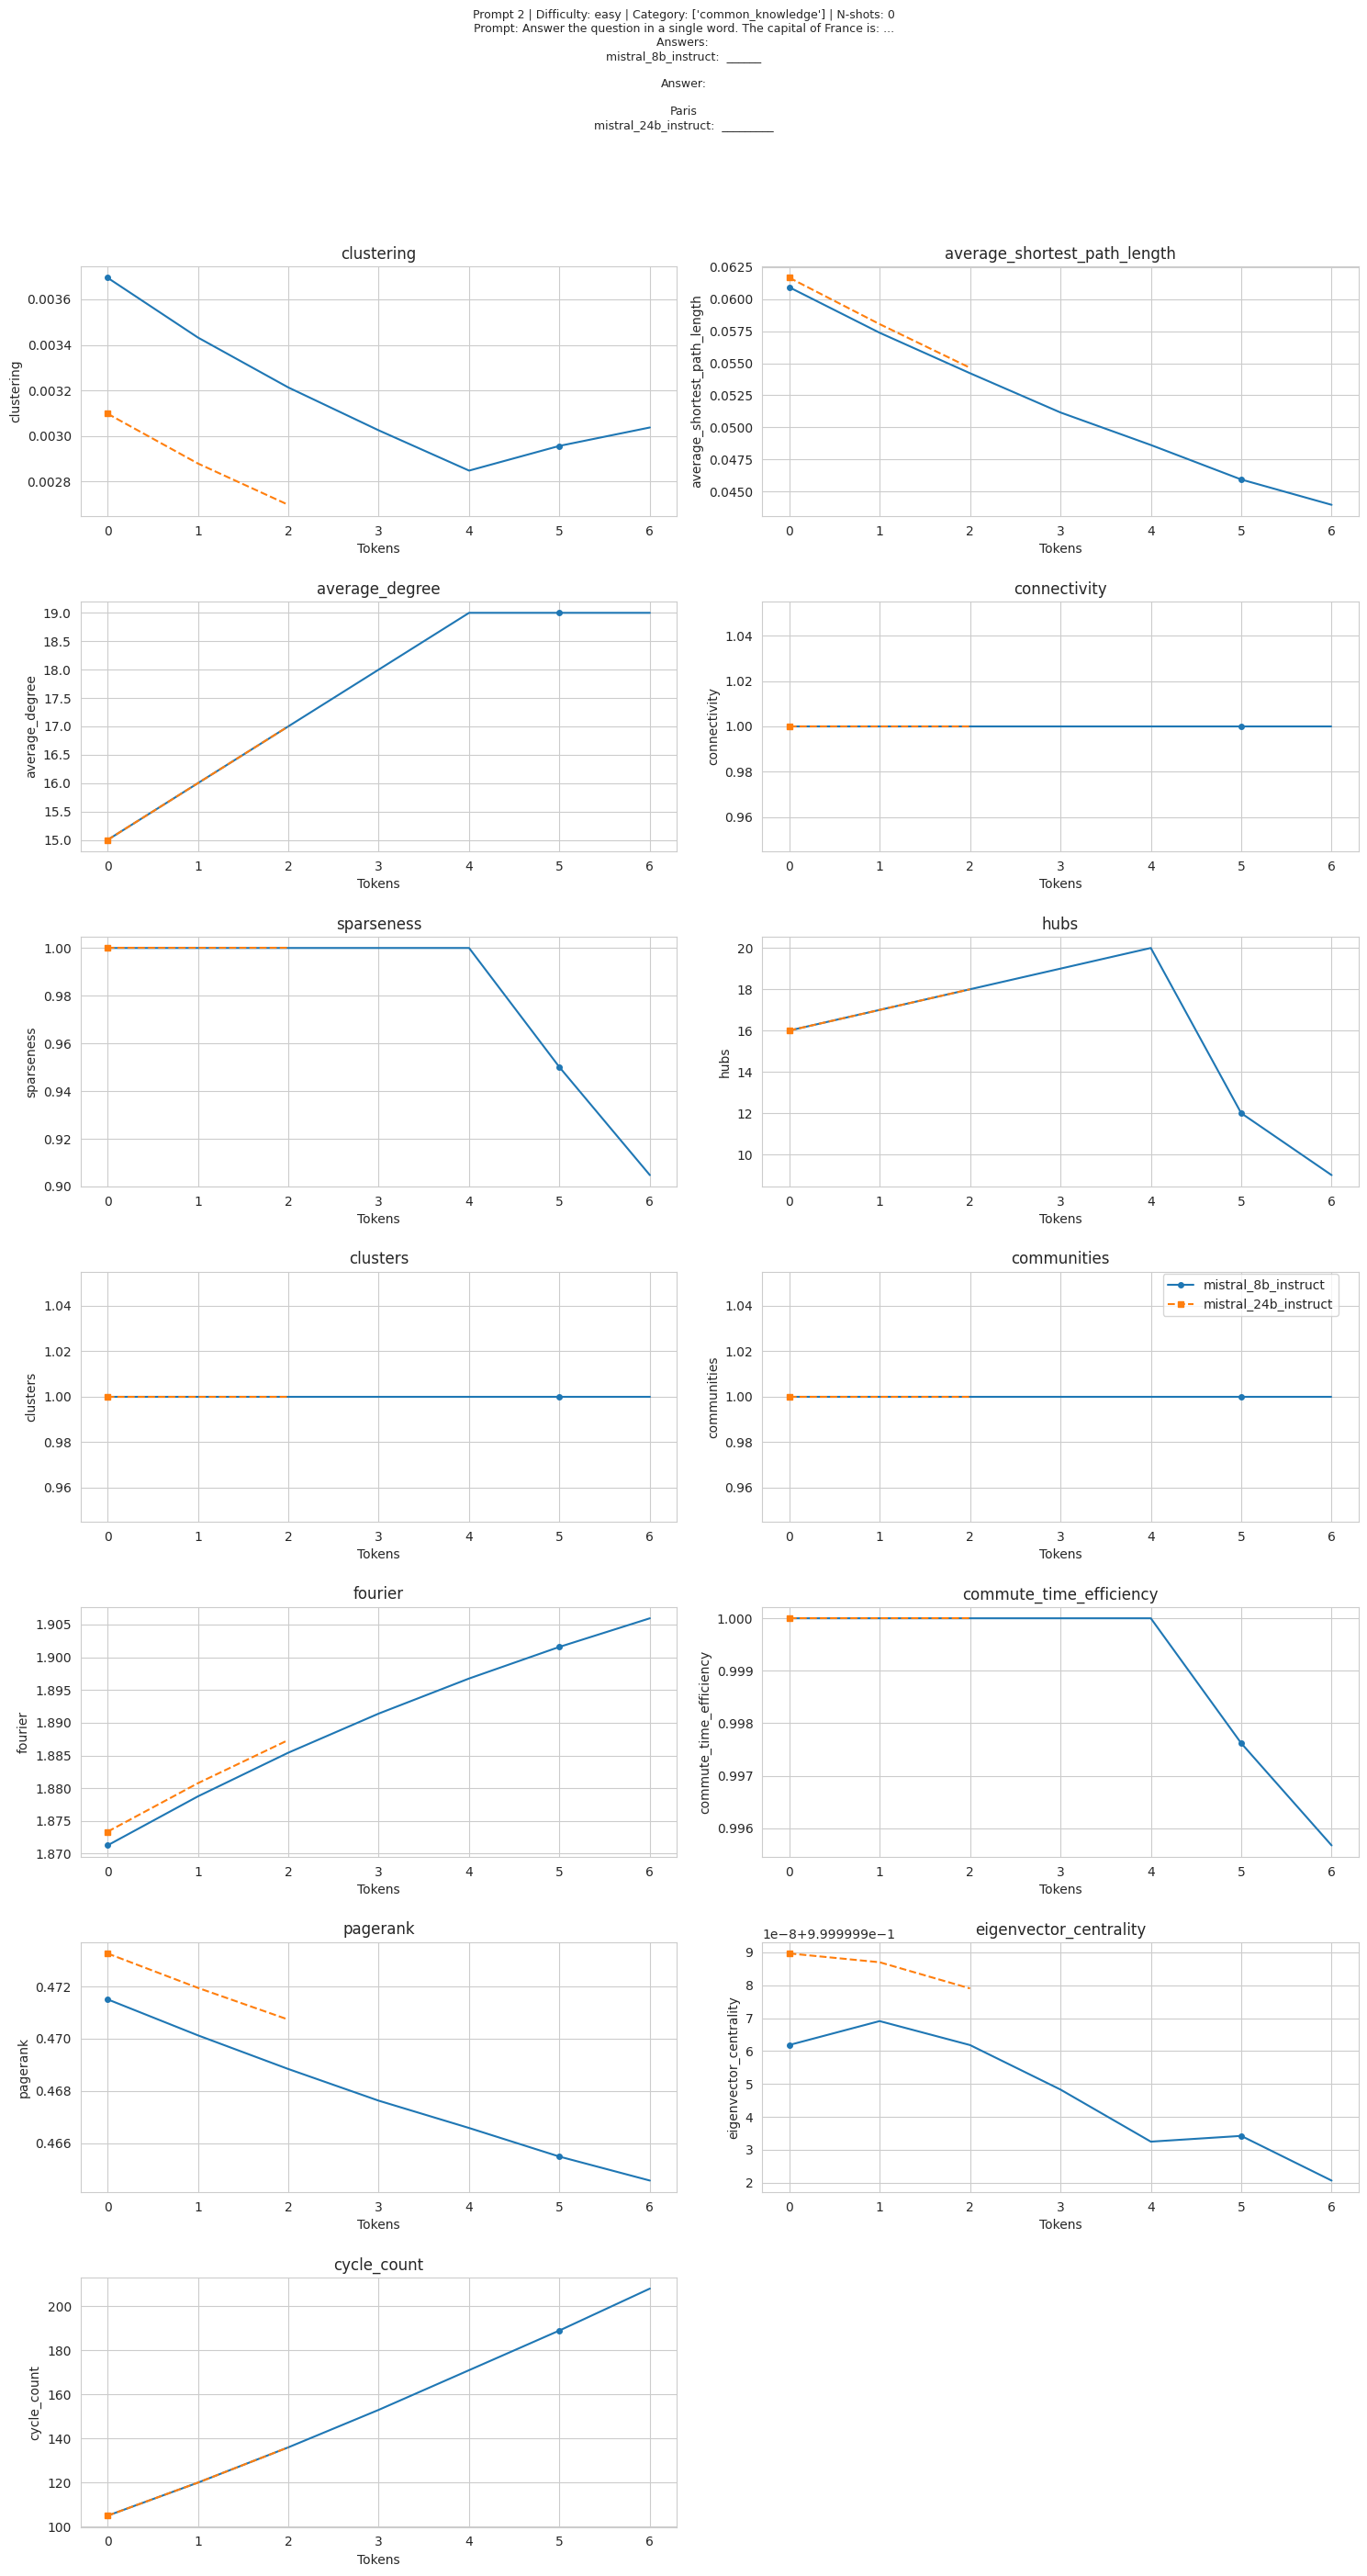 Prompt 2 | Difficulty: easy | Category: ['common_knowledge'] | N-shots: 0
Prompt: Answer the question in a single word. The capital of France is: ...
Answers:
mistral_8b_instruct: ______
Answer:
Paris
mistral_24b_instruct: _________
clustering
clustering
0.0036
0.0034
0.0032
0.0030
0.0028
0 1 2 3 4 5 6
Tokens
average_shortest_path_length
average_shortest_path_length
0.0625
0.0600
0.0575
0.0550
0.0525
0.0500
0.0475
0.0450
0 1 2 3 4 5 6
Tokens
average_degree
average_degree
19.0
18.5
18.0
17.5
17.0
16.5
16.0
15.5
15.0
0 1 2 3 4 5 6
Tokens
connectivity
connectivity
1.04
1.02
1.00
0.98
0.96
0 1 2 3 4 5 6
Tokens
sparseness
sparseness
1.00
0.98
0.96
0.94
0.92
0.90
0 1 2 3 4 5 6
Tokens
hubs
hubs
20
18
16
14
12
10
0 1 2 3 4 5 6
Tokens
clusters
clusters
1.04
1.02
1.00
0.98
0.96
0 1 2 3 4 5 6
Tokens
communities
communities
1.04
1.02
1.00
0.98
0.96
mistral_8b_instruct
mistral_24b_instruct
0 1 2 3 4 5 6
Tokens
fourier
fourier
1.905
1.900
1.895
1.890
1.885
1.880
1.875
1.870
0 1 2 3 4 5 6
Tokens
commute_time_efficiency
commute_time_efficiency
1.000
0.999
0.998
0.997
0.996
0 1 2 3 4 5 6
Tokens
pagerank
pagerank
0.472
0.470
0.468
0.466
0 1 2 3 4 5 6
Tokens
eigenvector_centrality
1e−8+9.999999e−1
eigenvector_centrality
9
8
7
6
5
4
3
2
0 1 2 3 4 5 6
Tokens
cycle_count
cycle_count
200
180
160
140
120
100
0 1 2 3 4 5 6
Tokens